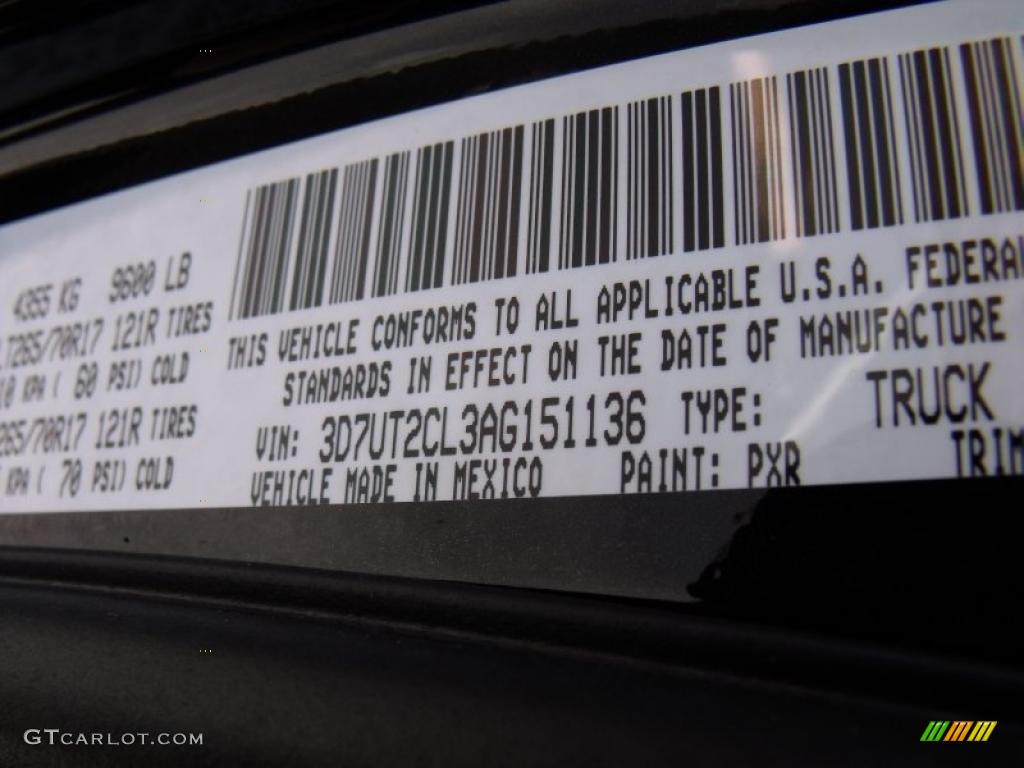 4355 KG 9600 LB
LT265/70R17 121R TIRES
KPA ( 60 PSI) COLD
265/70R17 121R TIRES
KPA ( 70 PSI) COLD
THIS VEHICLE CONFORMS TO ALL APPLICABLE U.S.A. FEDERAL
STANDARDS IN EFFECT ON THE DATE OF MANUFACTURE
VIN: 3D7UT2CL3AG151136 TYPE: TRUCK
VEHICLE MADE IN MEXICO PAINT: PXR TRIM
GTCARLOT.COM